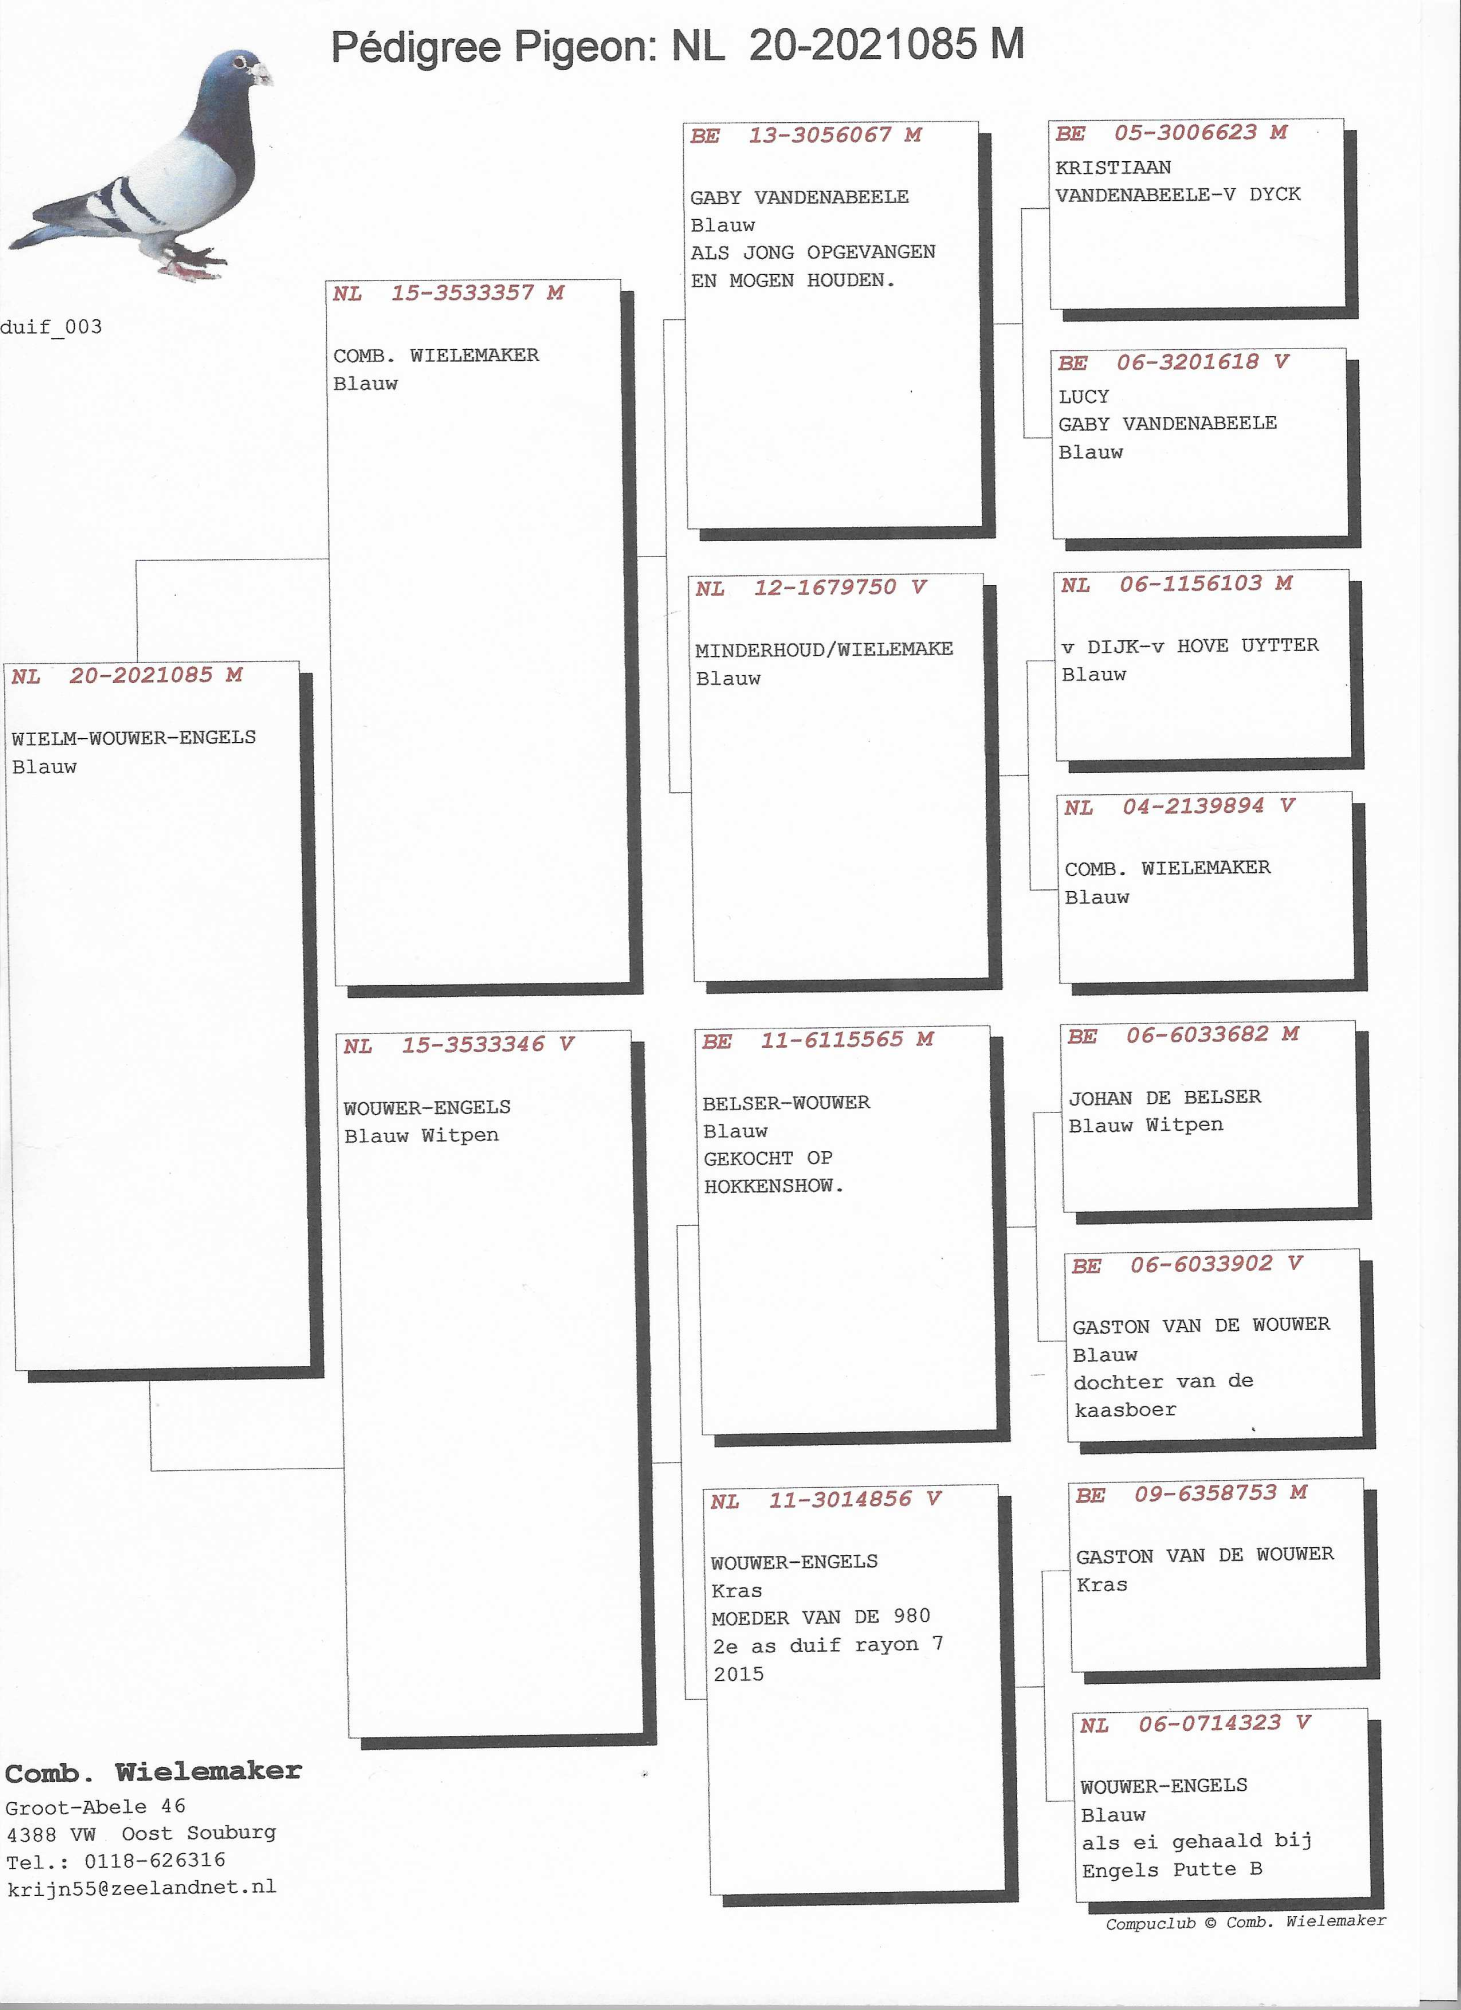 Pédigree Pigeon: NL 20-2021085 M
duif_003
NL 20-2021085 M
WIELM-WOUWER-ENGELS
Blauw
NL 15-3533357 M
COMB. WIELEMAKER
Blauw
NL 15-3533346 V
WOUWER-ENGELS
Blauw Witpen
BE 13-3056067 M
GABY VANDENABEELE
Blauw
ALS JONG OPGEVANGEN
EN MOGEN HOUDEN.
NL 12-1679750 V
MINDERHOUD/WIELEMAKE
Blauw
BE 11-6115565 M
BELSER-WOUWER
Blauw
GEKOCHT OP
HOKKENSHOW.
NL 11-3014856 V
WOUWER-ENGELS
Kras
MOEDER VAN DE 980
2e as duif rayon 7
2015
BE 05-3006623 M
KRISTIAAN
VANDENABEELE-V DYCK
BE 06-3201618 V
LUCY
GABY VANDENABEELE
Blauw
NL 06-1156103 M
v DIJK-v HOVE UYTTER
Blauw
NL 04-2139894 V
COMB. WIELEMAKER
Blauw
BE 06-6033682 M
JOHAN DE BELSER
Blauw Witpen
BE 06-6033902 V
GASTON VAN DE WOUWER
Blauw
dochter van de
kaasboer
BE 09-6358753 M
GASTON VAN DE WOUWER
Kras
NL 06-0714323 V
WOUWER-ENGELS
Blauw
als ei gehaald bij
Engels Putte B
Comb. Wielemaker
Groot-Abele 46
4388 VW Oost Souburg
Tel.: 0118-626316
krijn55@zeelandnet.nl
Compuclub © Comb. Wielemaker